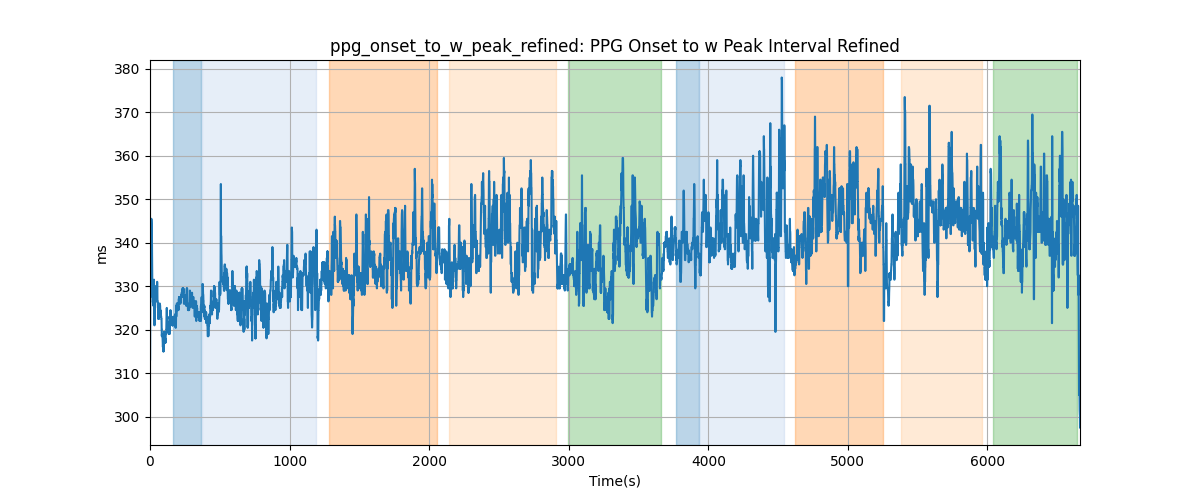 ppg_onset_to_w_peak_refined: PPG Onset to w Peak Interval Refined
380
370
360
350
340
330
320
310
300
ms
0 1000 2000 3000 4000 5000 6000
Time(s)